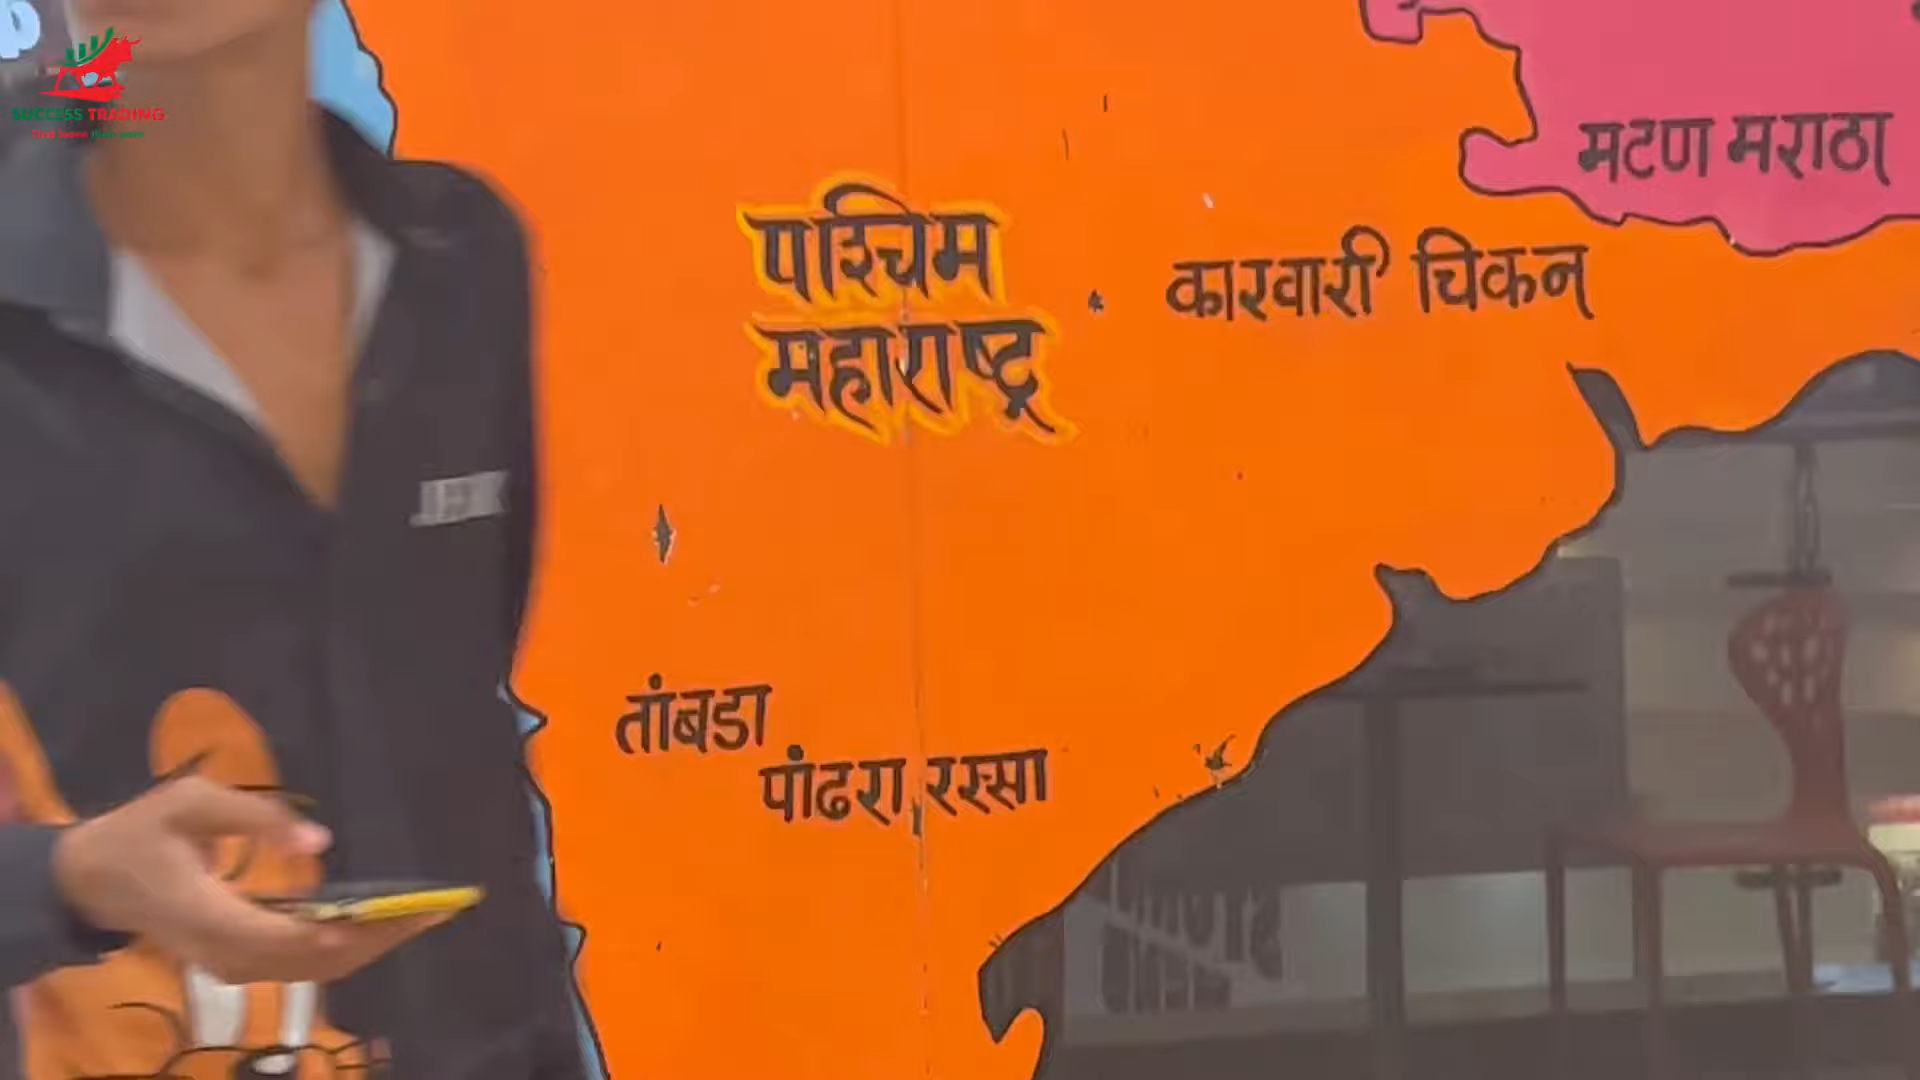 SUCCESS TRADING
मटण मराठा
पश्चिम
महाराष्ट्र
कारवारी चिकन
तांबडा
पांढरा रस्सा